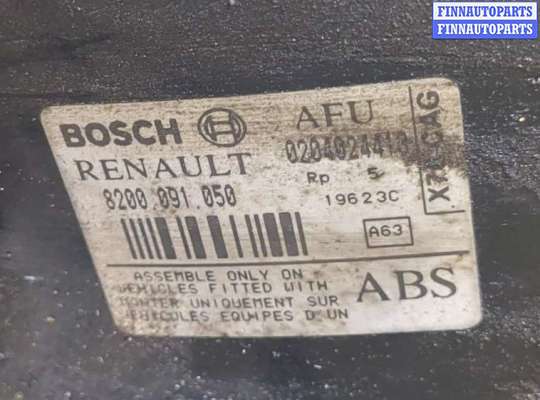 FINNAUTOPARTS
FINNAUTOPARTS
BOSCH AFU
RENAULT 0204024413
8200 091 050 Rp 5
19623C
A63
ASSEMBLE ONLY ON
VEHICLES FITTED WITH
MONTER UNIQUEMENT SUR
VEHICULES EQUIPES D UN
ABS